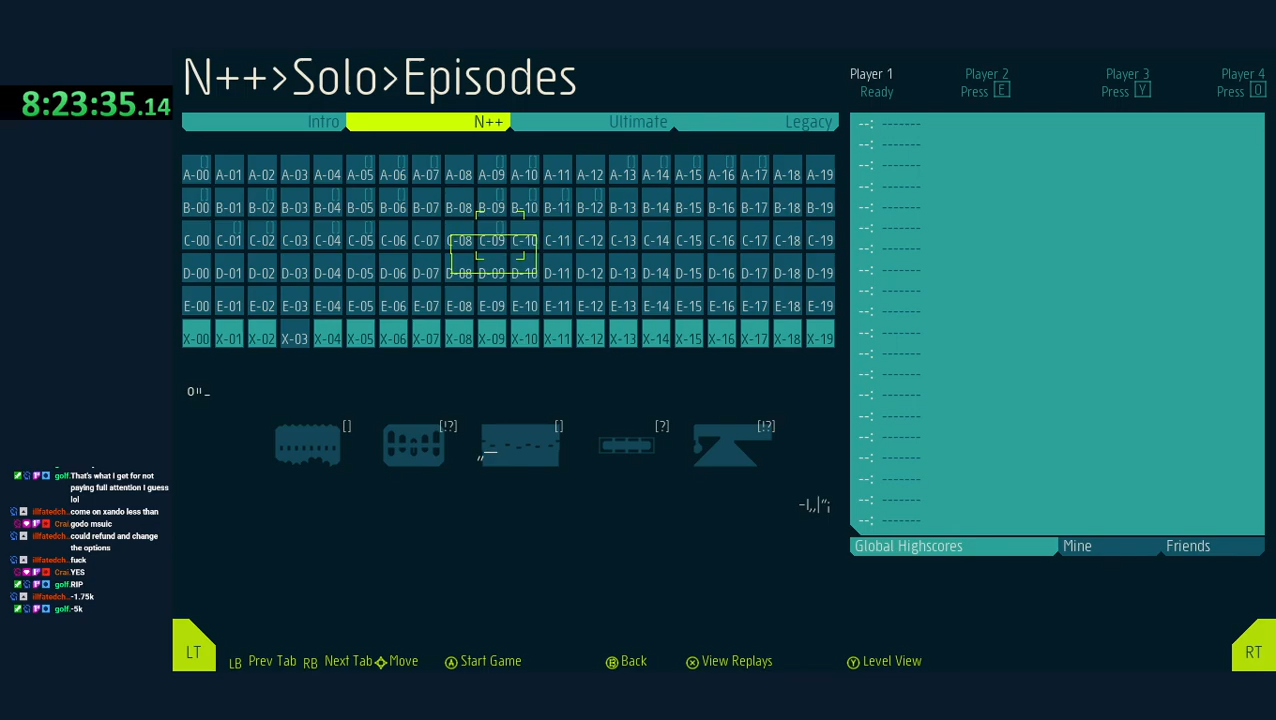 N++>Solo>Episodes
Player 1
Ready
Player 2
Press E
Player 3
Press Y
Player 4
Press O
8:23:35.14
Intro
N++
Ultimate
Legacy
A-00 A-01 A-02 A-03 A-04 A-05 A-06 A-07 A-08 A-09 A-10 A-11 A-12 A-13 A-14 A-15 A-16 A-17 A-18 A-19
B-00 B-01 B-02 B-03 B-04 B-05 B-06 B-07 B-08 B-09 B-10 B-11 B-12 B-13 B-14 B-15 B-16 B-17 B-18 B-19
C-00 C-01 C-02 C-03 C-04 C-05 C-06 C-07 C-08 C-09 C-10 C-11 C-12 C-13 C-14 C-15 C-16 C-17 C-18 C-19
D-00 D-01 D-02 D-03 D-04 D-05 D-06 D-07 D-08 D-09 D-10 D-11 D-12 D-13 D-14 D-15 D-16 D-17 D-18 D-19
E-00 E-01 E-02 E-03 E-04 E-05 E-06 E-07 E-08 E-09 E-10 E-11 E-12 E-13 E-14 E-15 E-16 E-17 E-18 E-19
X-00 X-01 X-02 X-03 X-04 X-05 X-06 X-07 X-08 X-09 X-10 X-11 X-12 X-13 X-14 X-15 X-16 X-17 X-18 X-19
[] [!?] [] [?] [!?]
golf. That's what I get for not
paying full attention I guess
lol
illfatedch.. come on xando less than
Crai. godo msuic
illfatedch.. could refund and change
the options
illfatedch.. fuck
Crai. YES
golf. RIP
illfatedch.. -1.75k
golf. -5k
Global Highscores
Mine
Friends
LT
LB Prev Tab
RB Next Tab
Move
A Start Game
B Back
X View Replays
Y Level View
RT